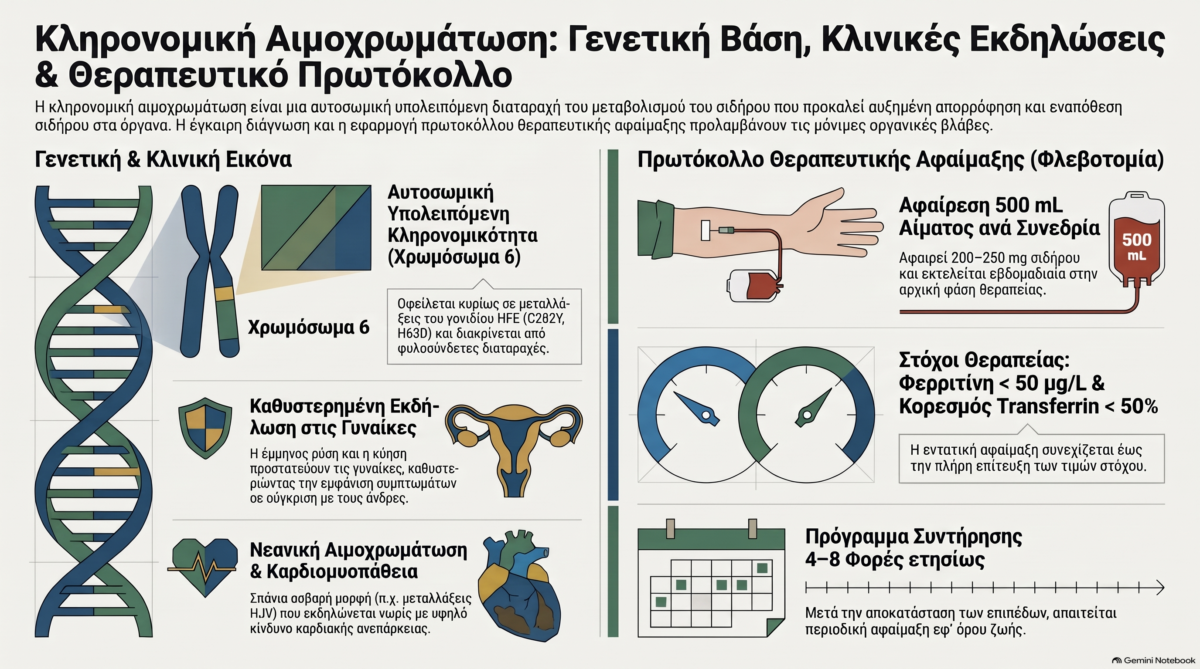 Κληρονομική Αιμοχρωμάτωση: Γενετική Βάση, Κλινικές Εκδηλώσεις
& Θεραπευτικό Πρωτόκολλο
Η κληρονομική αιμοχρωμάτωση είναι μια αυτοσωμική υπολειπόμενη διαταραχή του μεταβολισμού του σιδήρου που προκαλεί αυξημένη απορρόφηση και εναπόθεση
σιδήρου στα όργανα. Η έγκαιρη διάγνωση και η εφαρμογή πρωτοκόλλου θεραπευτικής αφαίμαξης προλαμβάνουν τις μόνιμες οργανικές βλάβες.
Γενετική & Κλινική Εικόνα
Αυτοσωμική
Υπολειπόμενη
Κληρονομικότητα
(Χρωμόσωμα 6)
Χρωμόσωμα 6
Οφείλεται κυρίως σε μεταλλά-
ξεις του γονιδίου HFE (C282Y,
H63D) και διακρίνεται από
φυλοσύνδετες διαταραχές.
Καθυστερημένη Εκδή-
λωση στις Γυναίκες
Η έμμηνος ρύση και η κύηση
προστατεύουν τις γυναίκες, καθυστε-
ρίωντας την εμφάνιση συμπτωμάτων
σε ούγκριση με τους άνδρες.
Νεανική Αιμοχρωμάτωση
& Καρδιομυοπάθεια
Σπάνια σοβαρή μορφή (π.χ. μεταλλάξεις
HJV) που εκδηλώνεται νωρίς με υψηλό
κίνδυνο καρδιακής ανεπάρκειας.
Πρωτόκολλο Θεραπευτικής Αφαίμαξης (Φλεβοτομία)
Αφαίρεση 500 mL
Αίματος ανά Συνεδρία
Αφαιρεί 200–250 mg σιδήρου
και εκτελείται εβδομαδιαία στην
αρχική φάση θεραπείας.
500
mL
Στόχοι Θεραπείας:
Φερριτίνη < 50 μg/L &
Κορεσμός Transferrin < 50%
Η εντατική αφαίμαξη συνεχίζεται έως
την πλήρη επίτευξη των τιμών στόχου.
Πρόγραμμα Συντήρησης
4–8 Φορές ετησίως
Μετά την αποκατάσταση των επιπέδων, απαιτείται
περιοδική αφαίμαξη εφ' όρου ζωής.
Gemini Notebook